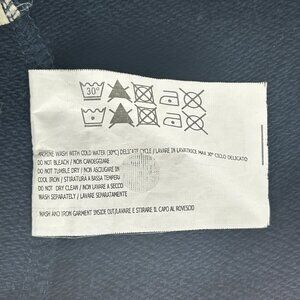 30°
MACHINE WASH WITH COLD WATER (30°C) DELICATE CYCLE / LAVARE IN LAVATRICE MAX 30° CICLO DELICATO
DO NOT BLEACH / NON CANDEGGIARE
DO NOT TUMBLE DRY / NON ASCIUGARE IN
COOL IRON / STIRATURA A BASSA TEMPERU
DO NOT DRY CLEAN / NON LAVARE A SECCO
WASH SEPARATELY / LAVARE SEPARATAMENTE
WASH AND IRON GARMENT INSIDE OUT/LAVARE E STIRARE IL CAPO AL ROVESCIO